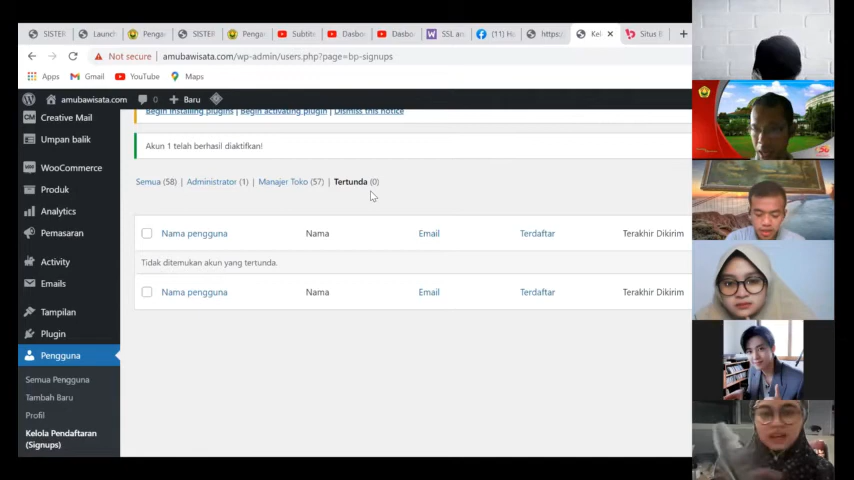 SISTER
Launch
Pengan
SISTER
Pengan
Subtitl
Dasbo
Dasbo
SSL an
(11) H
https:/
Kel
Situs B
Not secure
amubawisata.com/wp-admin/users.php?page=bp-signups
Apps
Gmail
YouTube
Maps
amubawisata.com
0
Baru
Creative Mail
Umpan balik
WooCommerce
Produk
Analytics
Pemasaran
Activity
Emails
Tampilan
Plugin
Pengguna
Semua Pengguna
Tambah Baru
Profil
Kelola Pendaftaran
(Signups)
Begin installing plugins | Begin activating plugin | Dismiss this notice
Akun 1 telah berhasil diaktifkan!
Semua (58) | Administrator (1) | Manajer Toko (57) | Tertunda (0)
Nama pengguna Nama Email Terdaftar Terakhir Dikirim
Tidak ditemukan akun yang tertunda.
Nama pengguna Nama Email Terdaftar Terakhir Dikirim